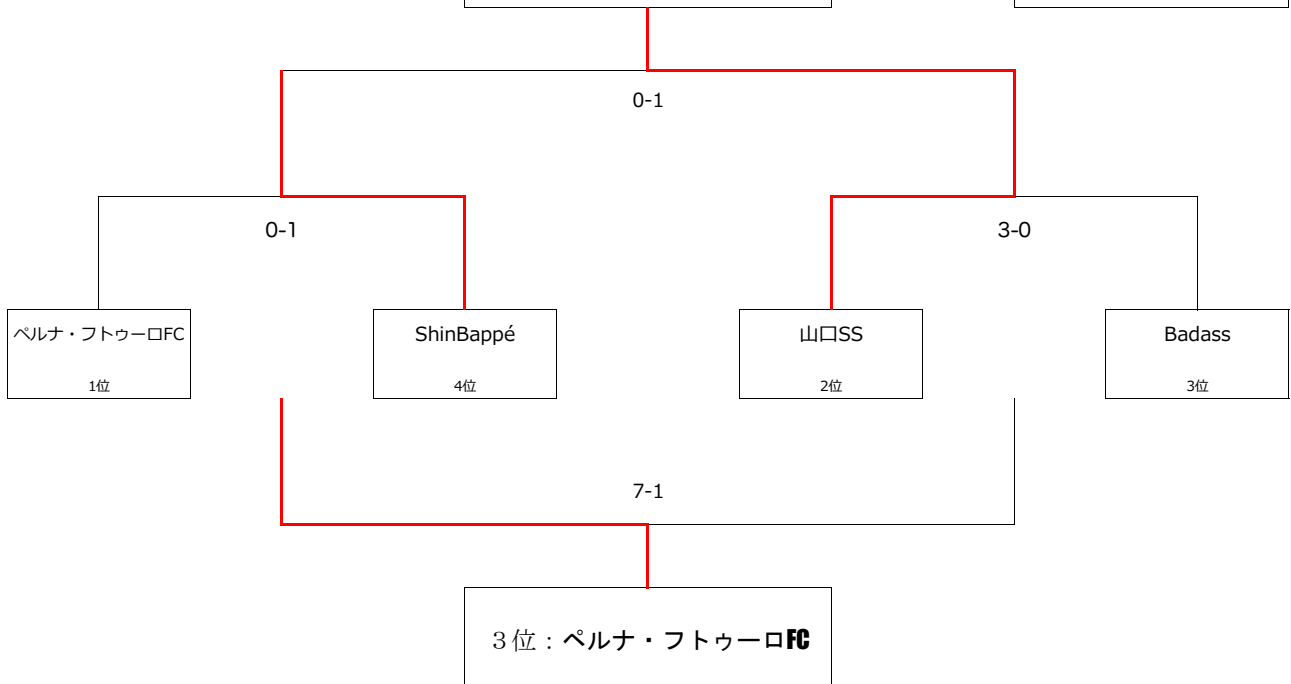 0-1
0-1
3-0
ペルナ・フトゥーロFC
1位
ShinBappé
4位
山口SS
2位
Badass
3位
7-1
３位：ペルナ・フトゥーロFC